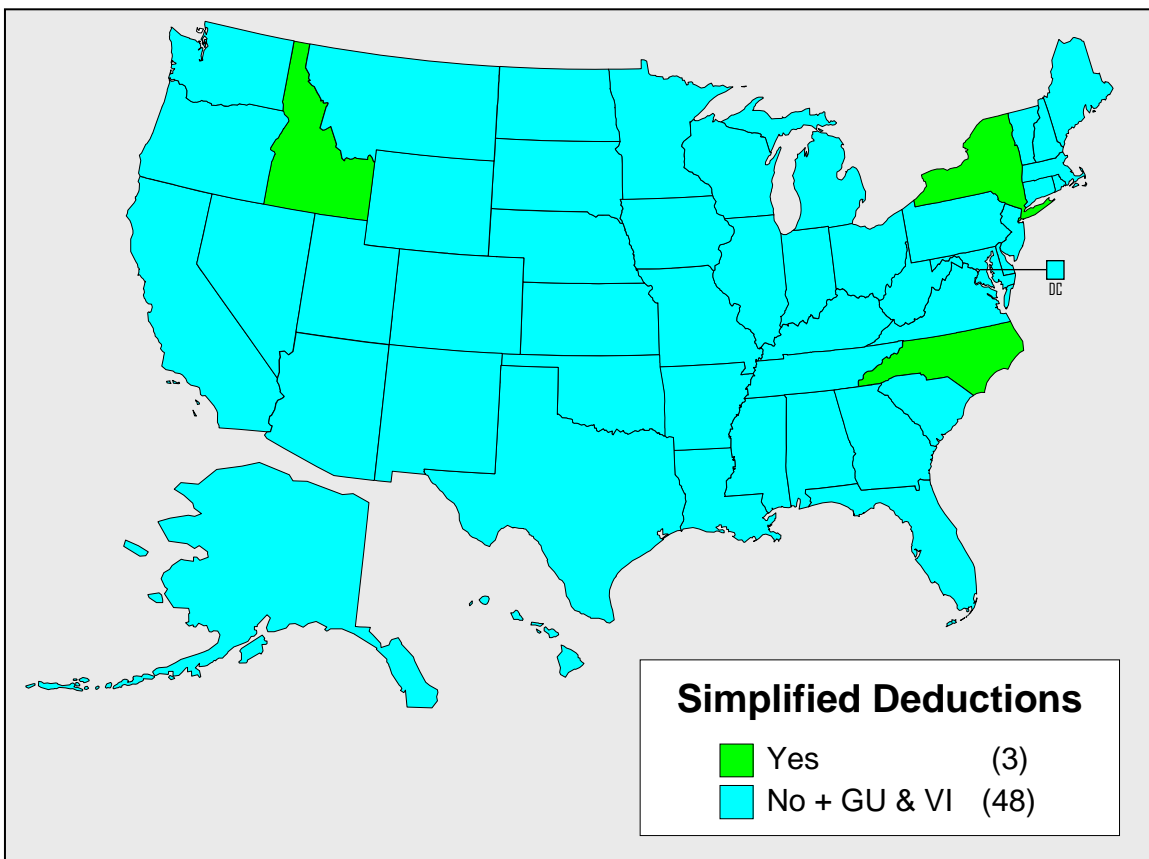 DC
Simplified Deductions
Yes (3)
No + GU & VI (48)